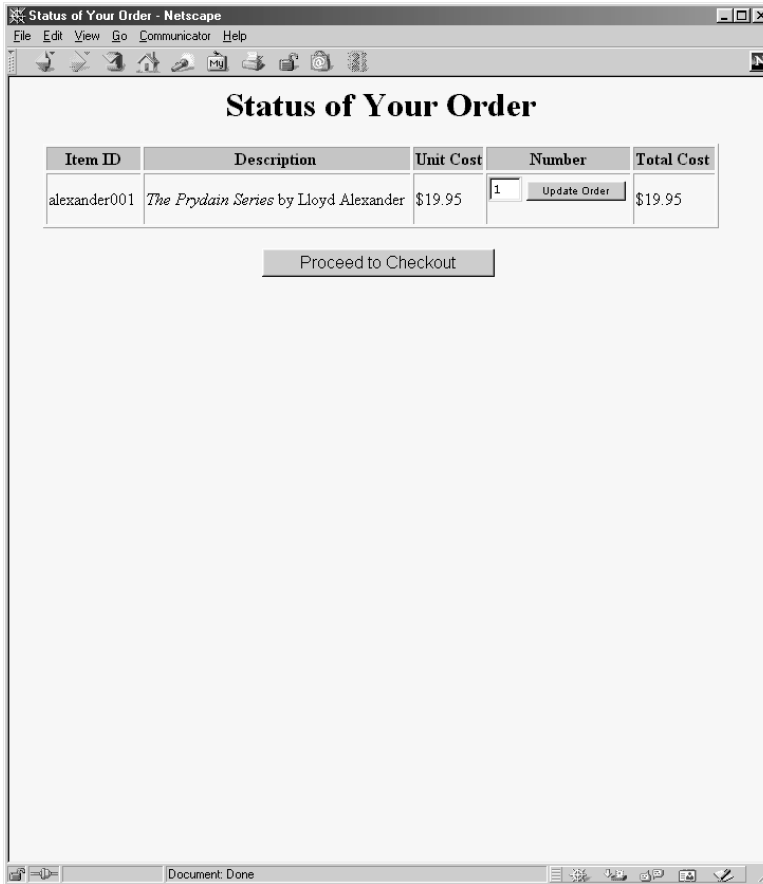 Status of Your Order - Netscape
File Edit View Go Communicator Help
My
N
Status of Your Order
Item ID Description Unit Cost Number Total Cost
alexander001 The Prydain Series by Lloyd Alexander $19.95 1 Update Order $19.95
Proceed to Checkout
Document: Done